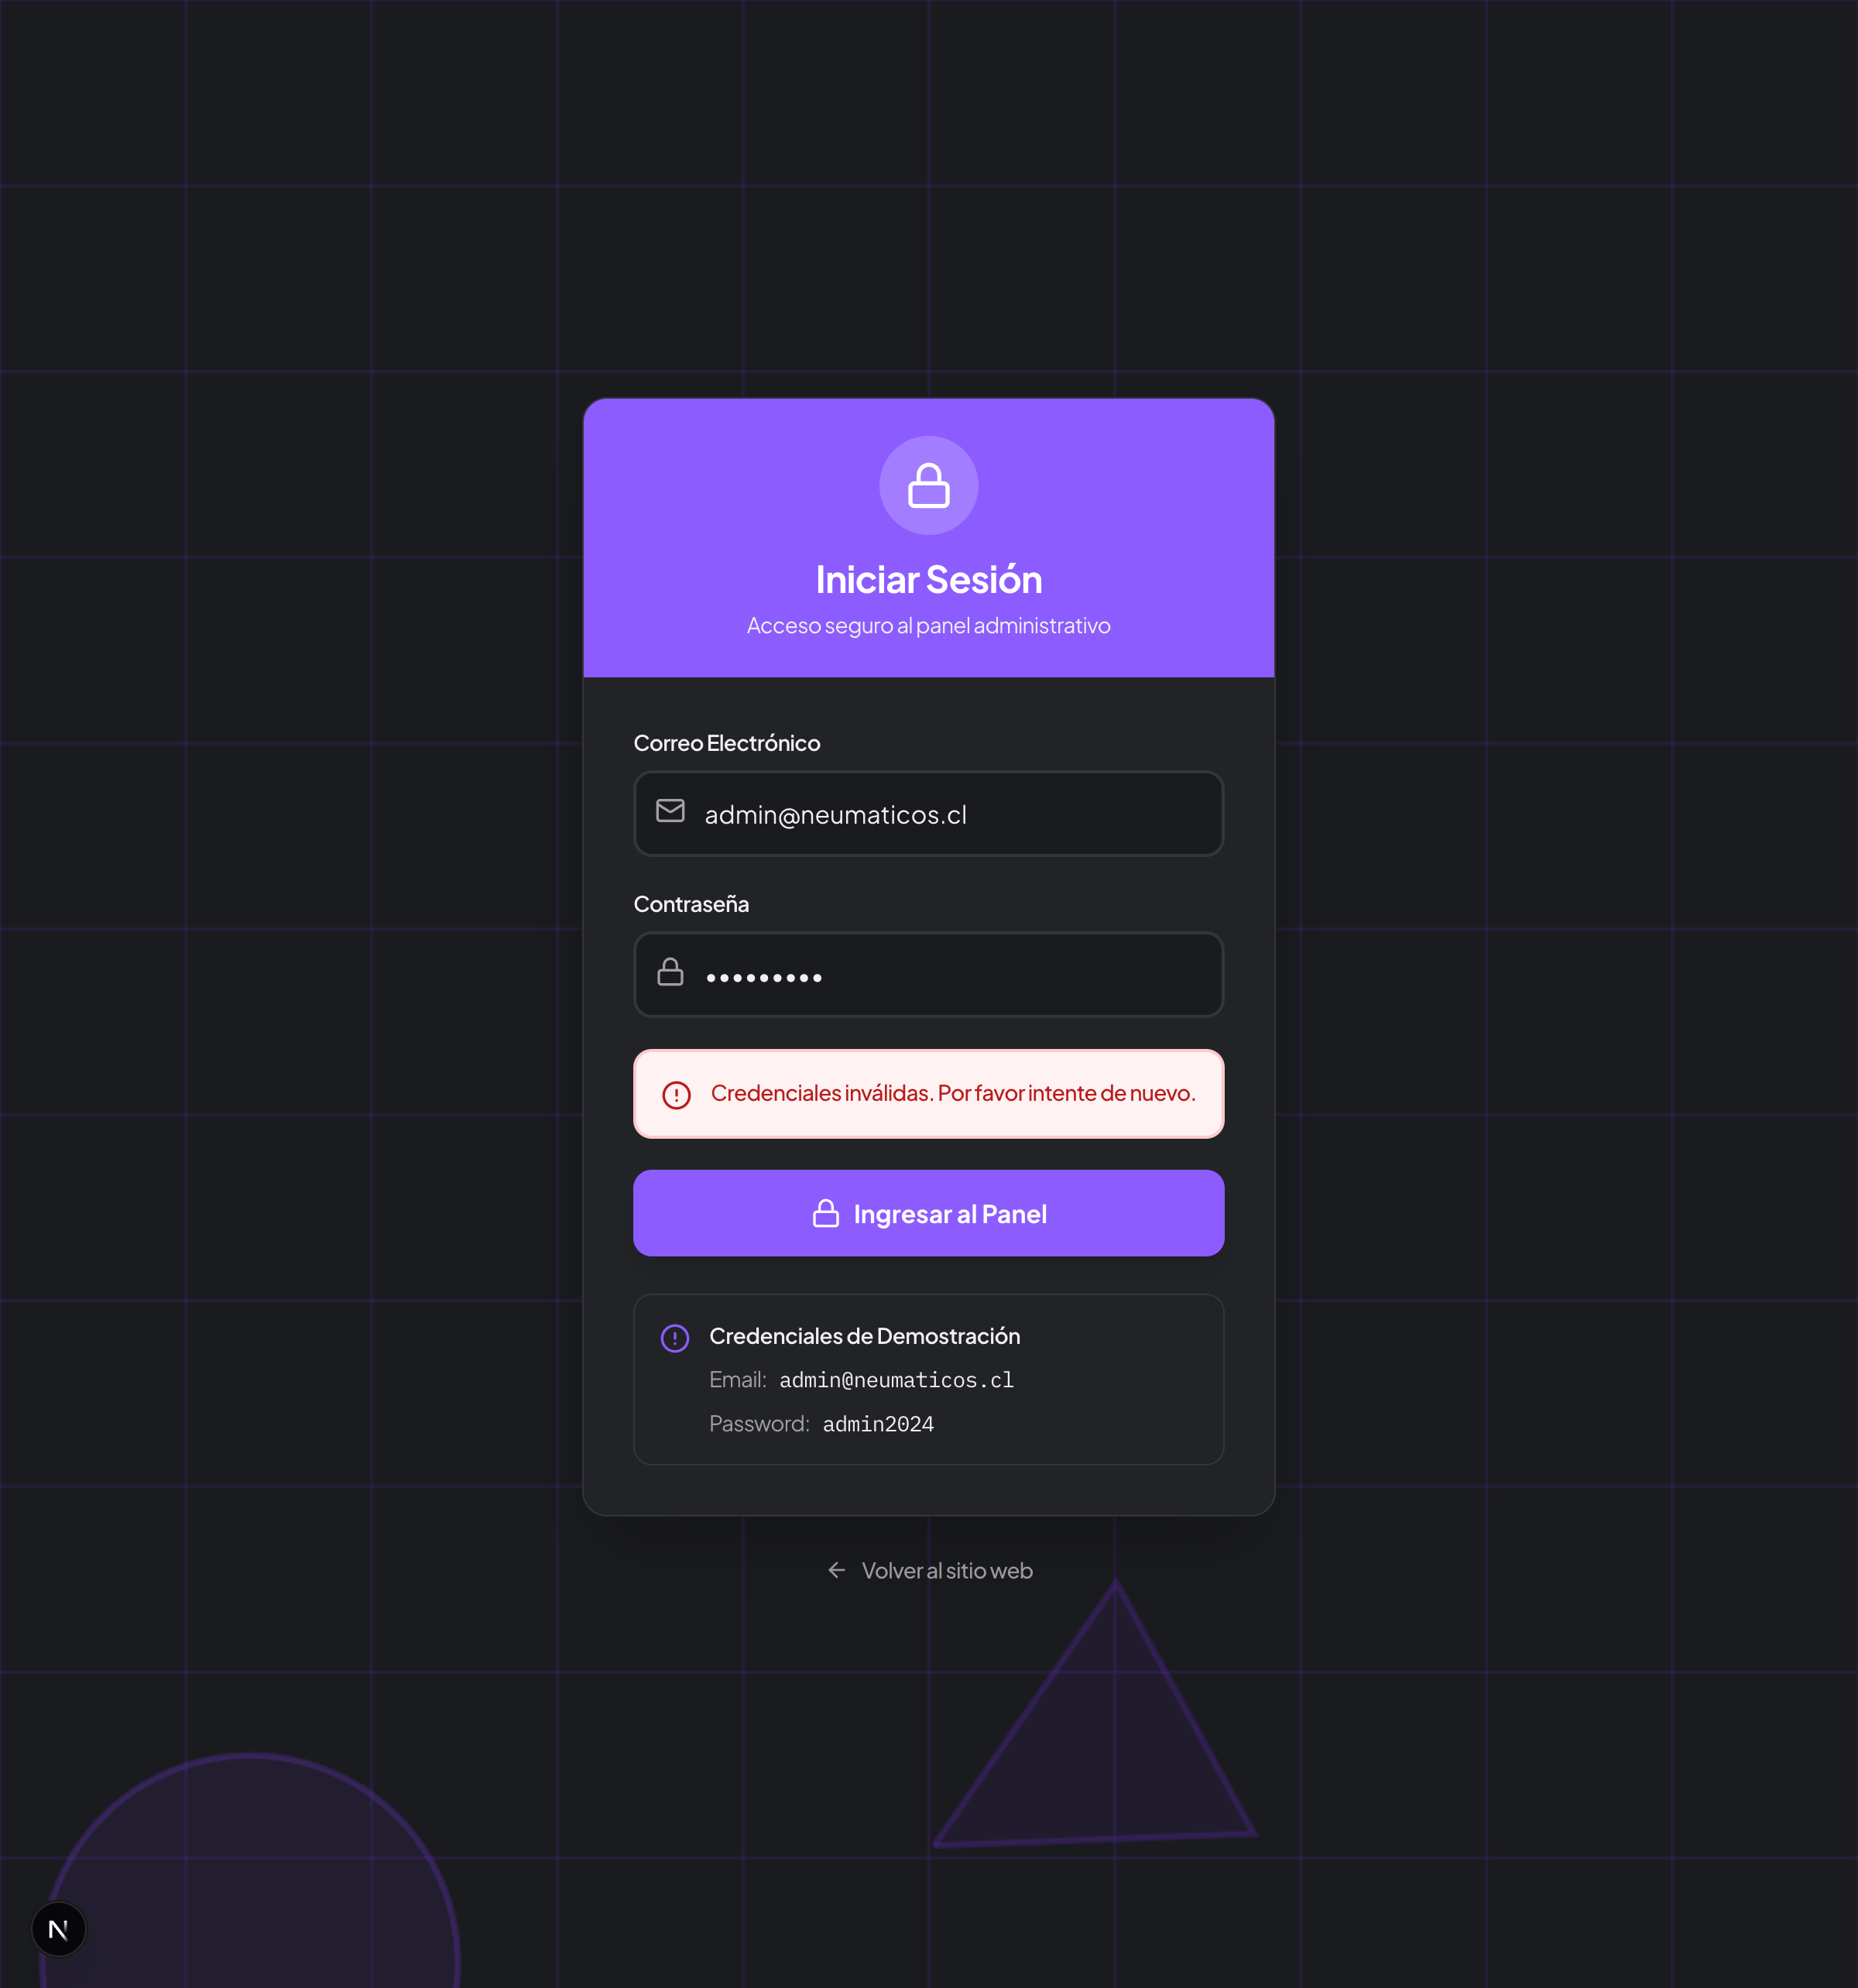 Iniciar Sesión
Acceso seguro al panel administrativo
Correo Electrónico
admin@neumaticos.cl
Contraseña
•••••••••
Credenciales inválidas. Por favor intente de nuevo.
Ingresar al Panel
Credenciales de Demostración
Email: admin@neumaticos.cl
Password: admin2024
Volver al sitio web
N